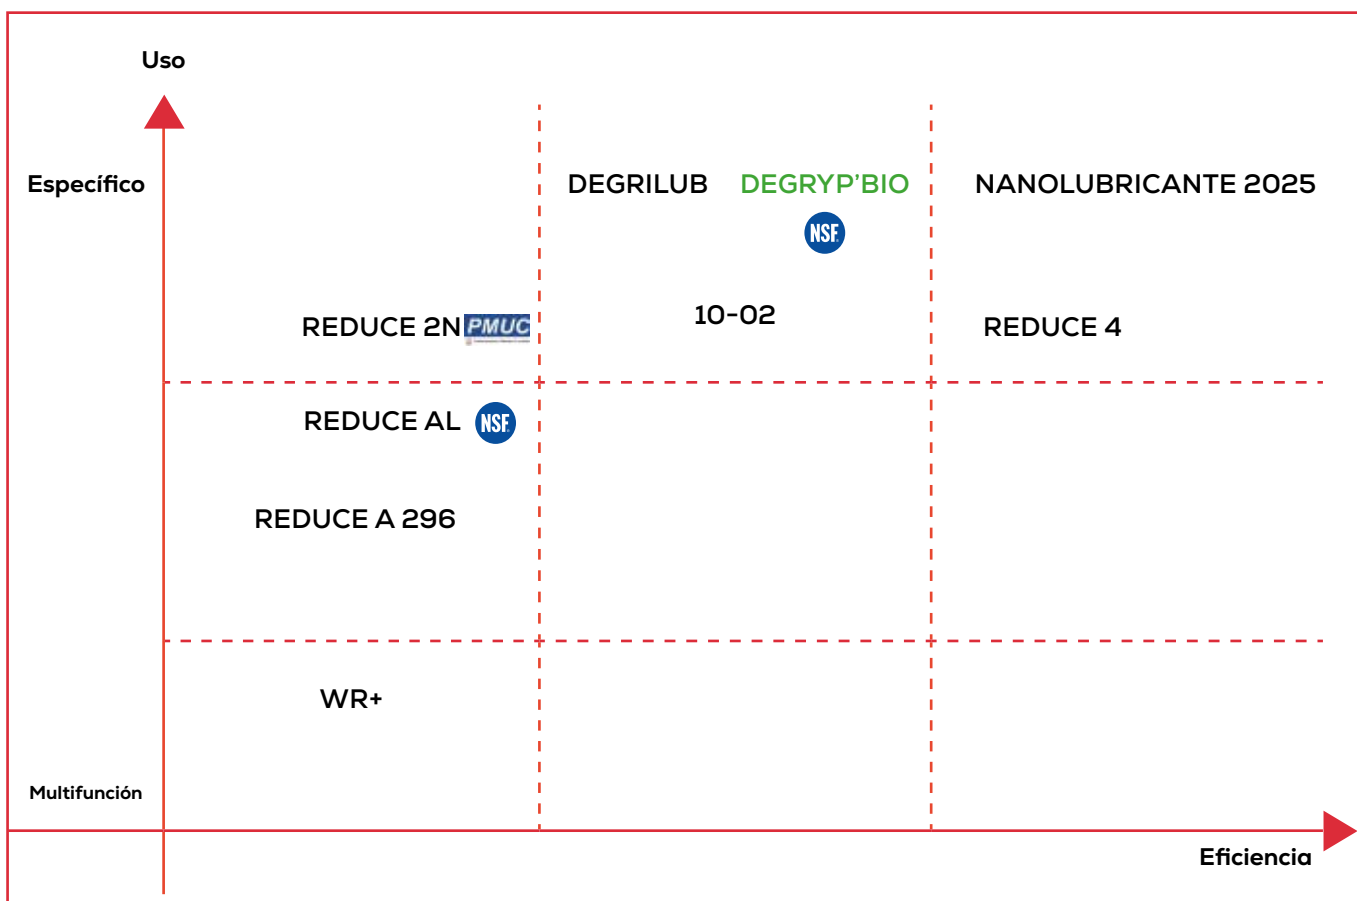 Uso
Específico
DEGRILUB DEGRYP'BIO NANOLUBRICANTE 2025
NSF
REDUCE 2N PMUC 10-02 REDUCE 4
REDUCE AL NSF
REDUCE A 296
WR+
Multifunción
Eficiencia